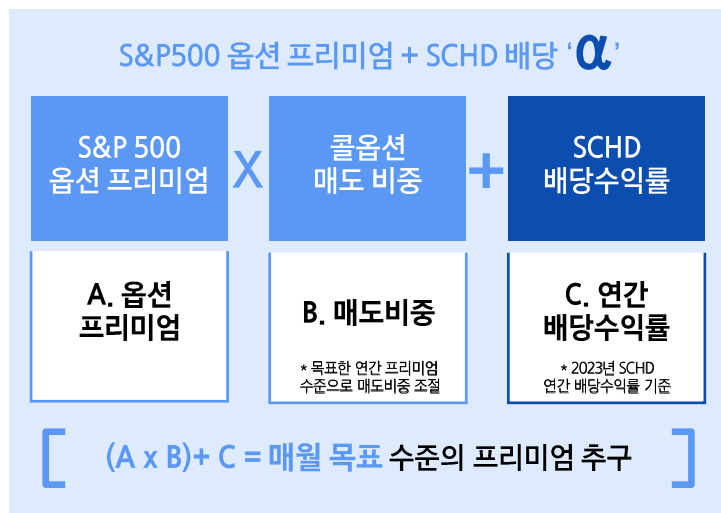 S&P500 옵션 프리미엄 + SCHD 배당 ‘α’
S&P 500
옵션 프리미엄
X
콜옵션
매도 비중
+
SCHD
배당수익률
A. 옵션
프리미엄
B. 매도비중
* 목표한 연간 프리미엄
수준으로 매도비중 조절
C. 연간
배당수익률
* 2023년 SCHD
연간 배당수익률 기준
[ (A x B)+ C = 매월 목표 수준의 프리미엄 추구 ]